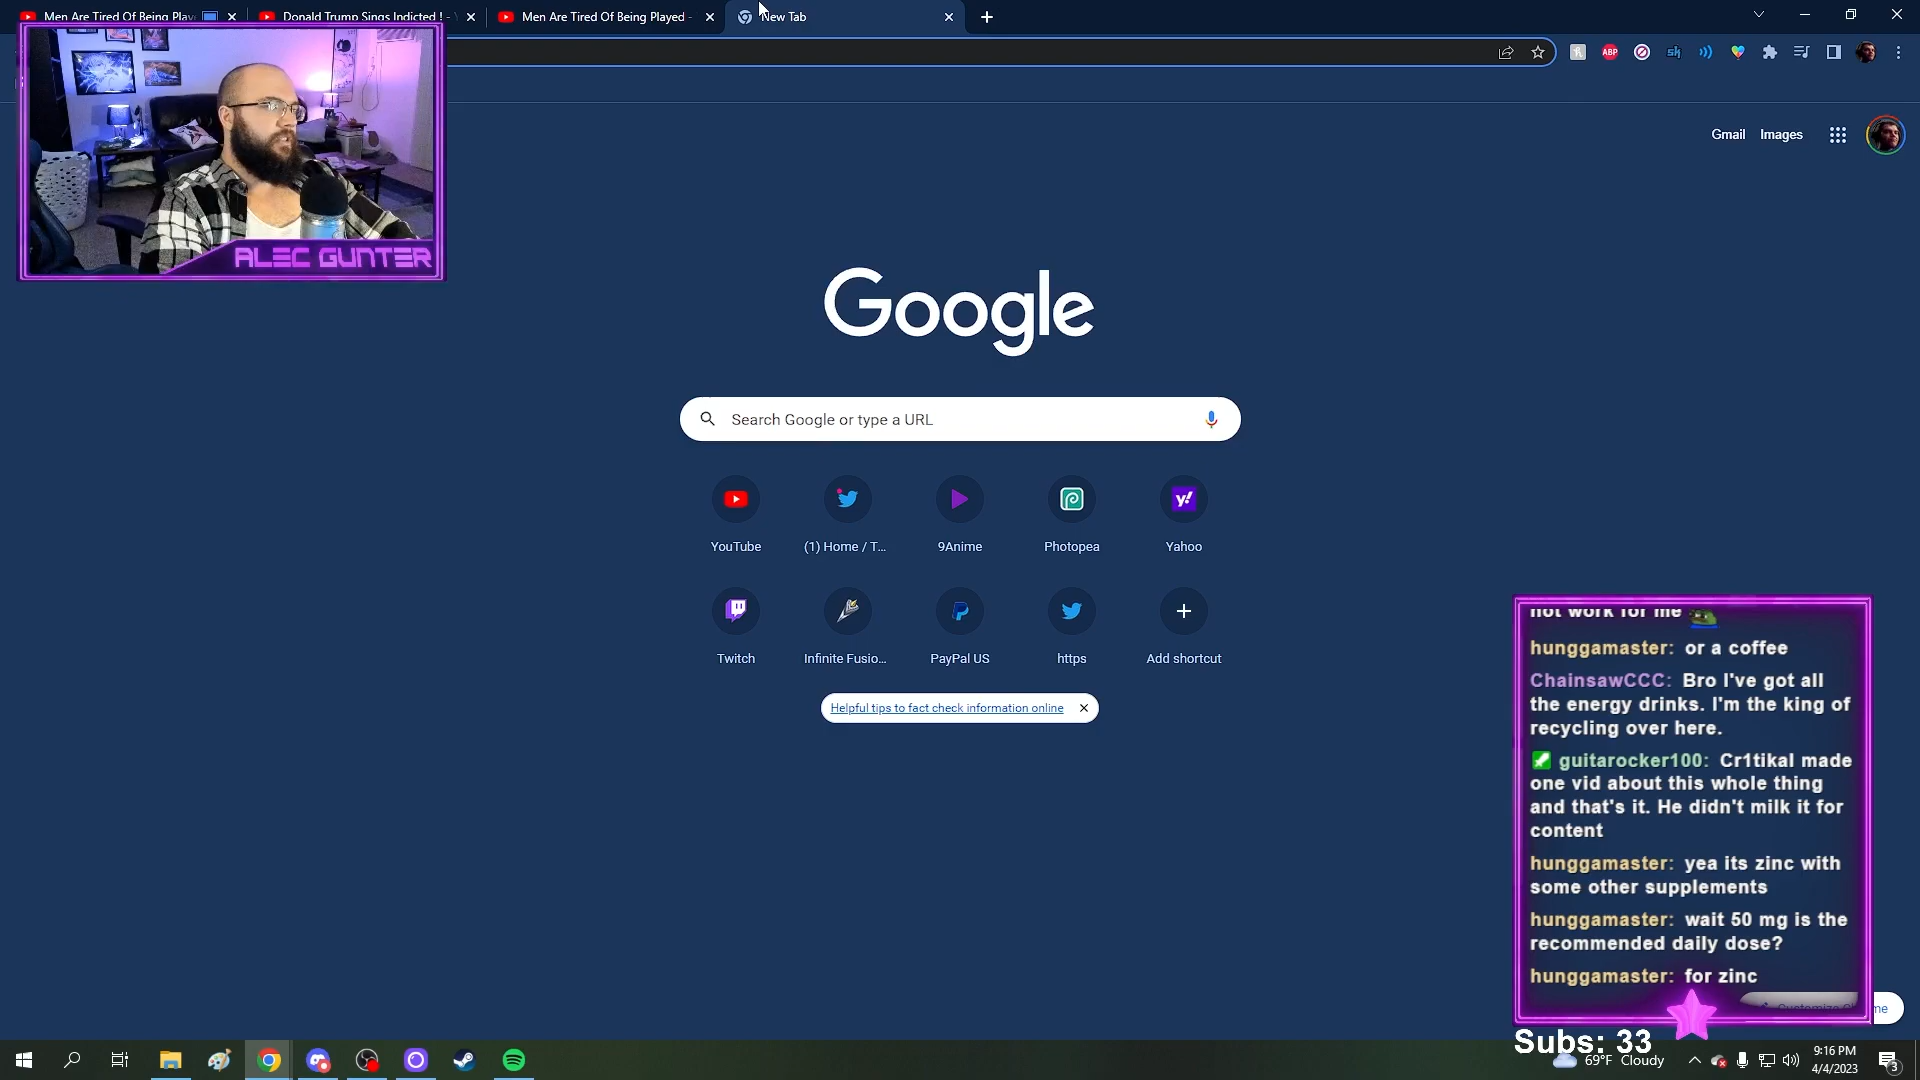 Men Are Tired Of Being Play
Donald Trump Sings Indicted ! -
Men Are Tired Of Being Played -
New Tab
ABP
sk
Gmail
Images
ALEC GUNTER
Google
Search Google or type a URL
YouTube
(1) Home / T...
9Anime
Photopea
y!
Yahoo
Twitch
Infinite Fusio...
PayPal US
https
Add shortcut
Helpful tips to fact check information online
not work for me
hunggamaster: or a coffee
ChainsawCCC: Bro I've got all
the energy drinks. I'm the king of
recycling over here.
guitarocker100: Cr1tikal made
one vid about this whole thing
and that's it. He didn't milk it for
content
hunggamaster: yea its zinc with
some other supplements
hunggamaster: wait 50 mg is the
recommended daily dose?
hunggamaster: for zinc
Customize Ch me
Subs: 33
69°F Cloudy
9:16 PM
4/4/2023
3